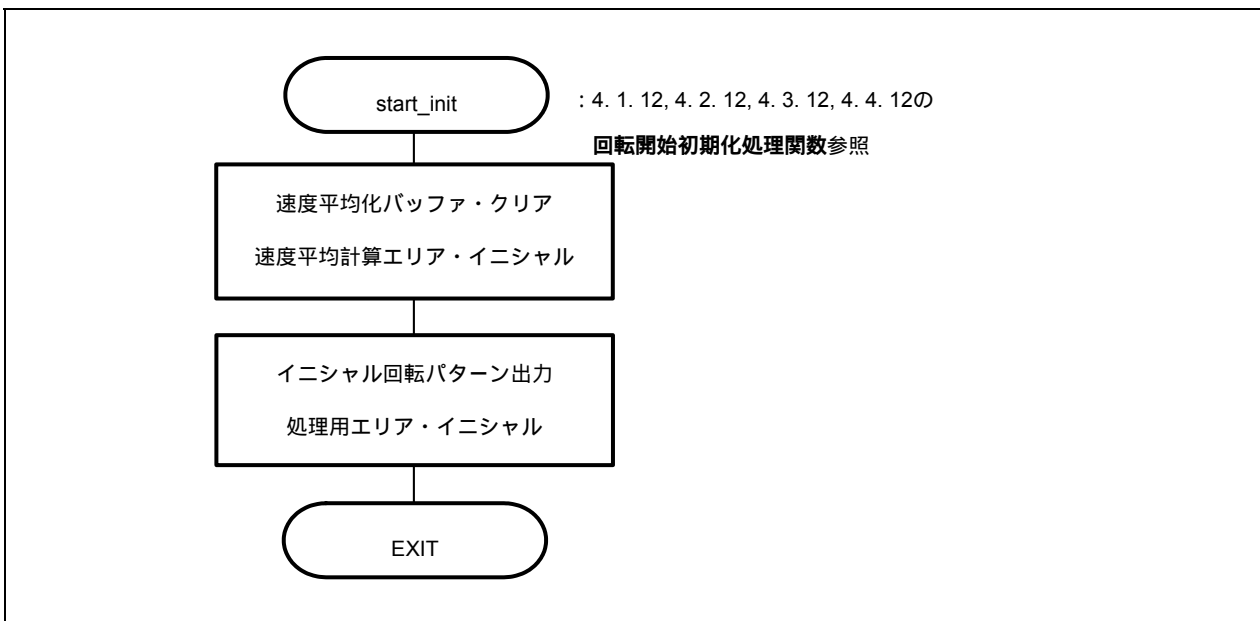 start_init
：4. 1. 12, 4. 2. 12, 4. 3. 12, 4. 4. 12の
回転開始初期化処理関数参照
速度平均化バッファ・クリア
速度平均計算エリア・イニシャル
イニシャル回転パターン出力
処理用エリア・イニシャル
EXIT